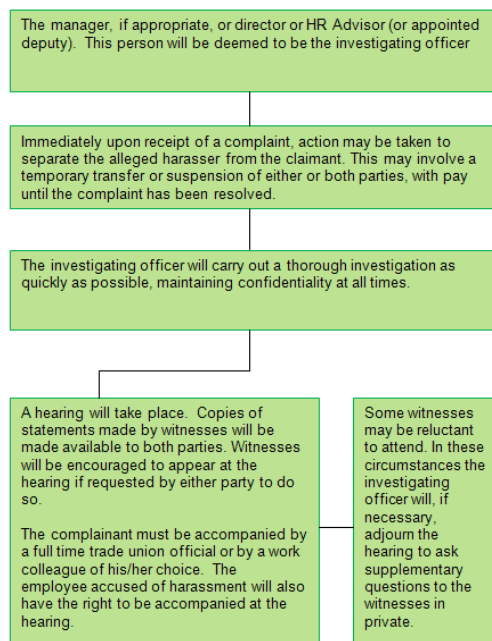 The manager, if appropriate, or director or HR Advisor (or appointed
deputy).  This person will be deemed to be the investigating officer
Immediately upon receipt of a complaint, action may be taken to
separate the alleged harasser from the claimant. This may involve a
temporary transfer or suspension of either or both parties, with pay
until the complaint has been resolved.
The investigating officer will carry out a thorough investigation as
quickly as possible, maintaining confidentiality at all times.
A hearing will take place.  Copies of
statements made by witnesses will be
made available to both parties. Witnesses
will be encouraged to appear at the
hearing if requested by either party to do
so.
The complainant must be accompanied by
a full time trade union official or by a work
colleague of his/her choice.  The
employee accused of harassment will also
have the right to be accompanied at the
hearing.
Some witnesses
may be reluctant
to attend. In these
circumstances the
investigating
officer will, if
necessary,
adjourn the
hearing to ask
supplementary
questions to the
witnesses in
private.